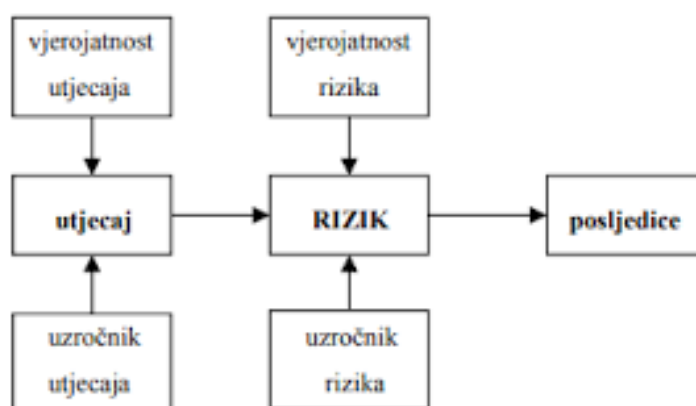 vjerojatnost
utjecaja
vjerojatnost
rizika
utjecaj
RIZIK
posljedice
uzročnik
utjecaja
uzročnik
rizika